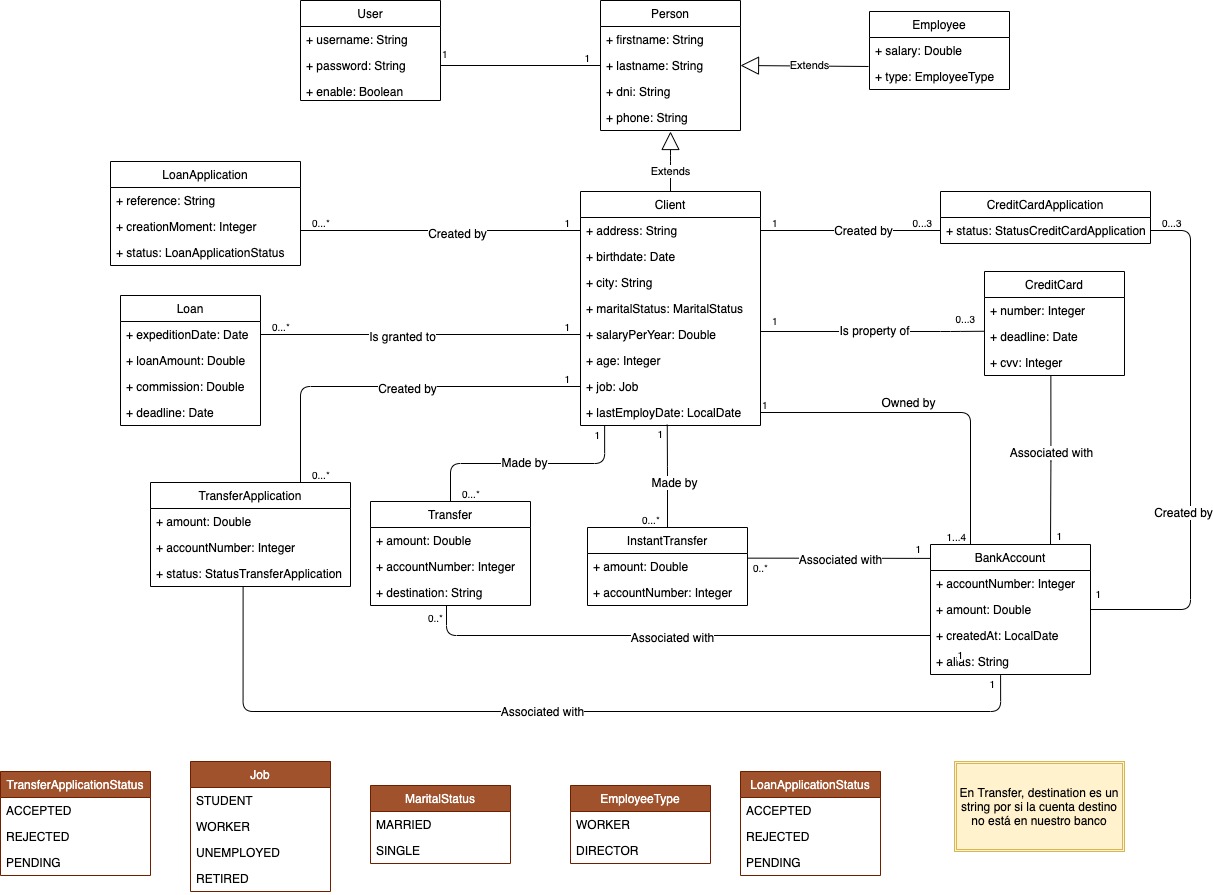 User
+ username: String
+ password: String
+ enable: Boolean
Person
+ firstname: String
+ lastname: String
+ dni: String
+ phone: String
Employee
+ salary: Double
+ type: EmployeeType
1
1
Extends
Extends
LoanApplication
+ reference: String
+ creationMoment: Integer
+ status: LoanApplicationStatus
0...*
Created by
1
Client
+ address: String
+ birthdate: Date
+ city: String
+ maritalStatus: MaritalStatus
+ salaryPerYear: Double
+ age: Integer
+ job: Job
+ lastEmployDate: LocalDate
1
Created by
0...3
CreditCardApplication
+ status: StatusCreditCardApplication
0...3
CreditCard
+ number: Integer
+ deadline: Date
+ cvv: Integer
1
Is property of
0...3
Loan
+ expeditionDate: Date
+ loanAmount: Double
+ commission: Double
+ deadline: Date
0...*
Is granted to
1
Created by
1
0...*
1
Owned by
1...4
Associated with
1
Created by
1
1
Made by
0...*
1
Made by
0...*
TransferApplication
+ amount: Double
+ accountNumber: Integer
+ status: StatusTransferApplication
Transfer
+ amount: Double
+ accountNumber: Integer
+ destination: String
InstantTransfer
+ amount: Double
+ accountNumber: Integer
0..*
Associated with
1
BankAccount
+ accountNumber: Integer
+ amount: Double
+ createdAt: LocalDate
+ alias: String
1
0..*
Associated with
1
Associated with
TransferApplicationStatus
ACCEPTED
REJECTED
PENDING
Job
STUDENT
WORKER
UNEMPLOYED
RETIRED
MaritalStatus
MARRIED
SINGLE
EmployeeType
WORKER
DIRECTOR
LoanApplicationStatus
ACCEPTED
REJECTED
PENDING
En Transfer, destination es un
string por si la cuenta destino
no está en nuestro banco